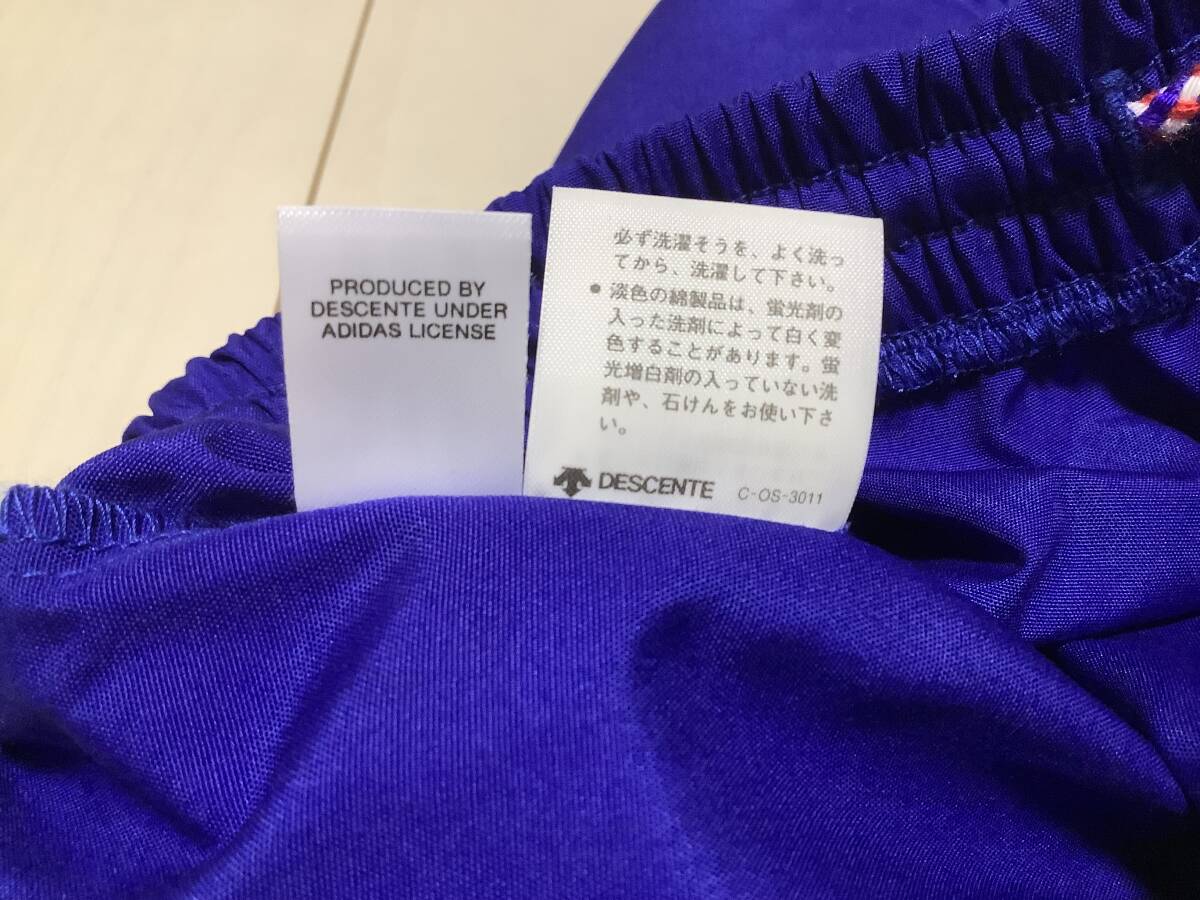 PRODUCED BY
DESCENTE UNDER
ADIDAS LICENSE
必ず洗濯そうを、よく洗っ
てから、洗濯して下さい。
● 淡色の綿製品は、蛍光剤の
入った洗剤によって白く変
色することがあります。蛍
光増白剤の入っていない洗
剤や、石けんをお使い下さ
い。
DESCENTE C-OS-3011